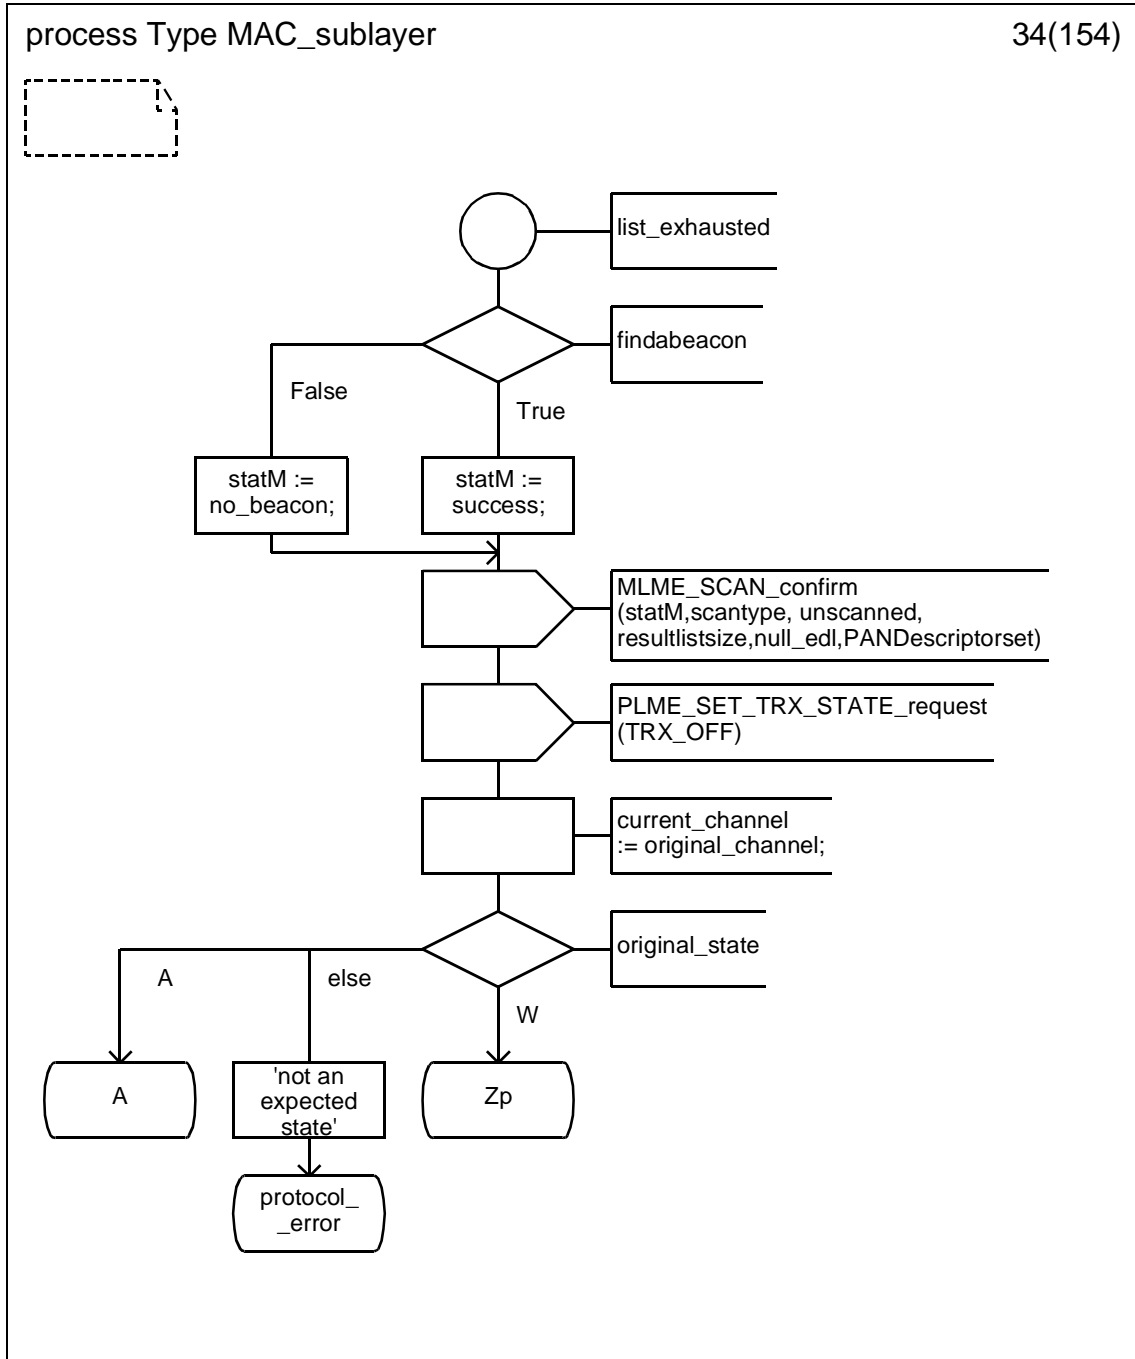 process Type MAC_sublayer
34(154)
list_exhausted
findabeacon
False
True
statM :=
no_beacon;
statM :=
success;
MLME_SCAN_confirm
(statM,scantype, unscanned,
resultlistsize,null_edl,PANDescriptorset)
PLME_SET_TRX_STATE_request
(TRX_OFF)
current_channel
:= original_channel;
original_state
A
else
W
A
'not an
expected
state'
Zp
protocol_
_error